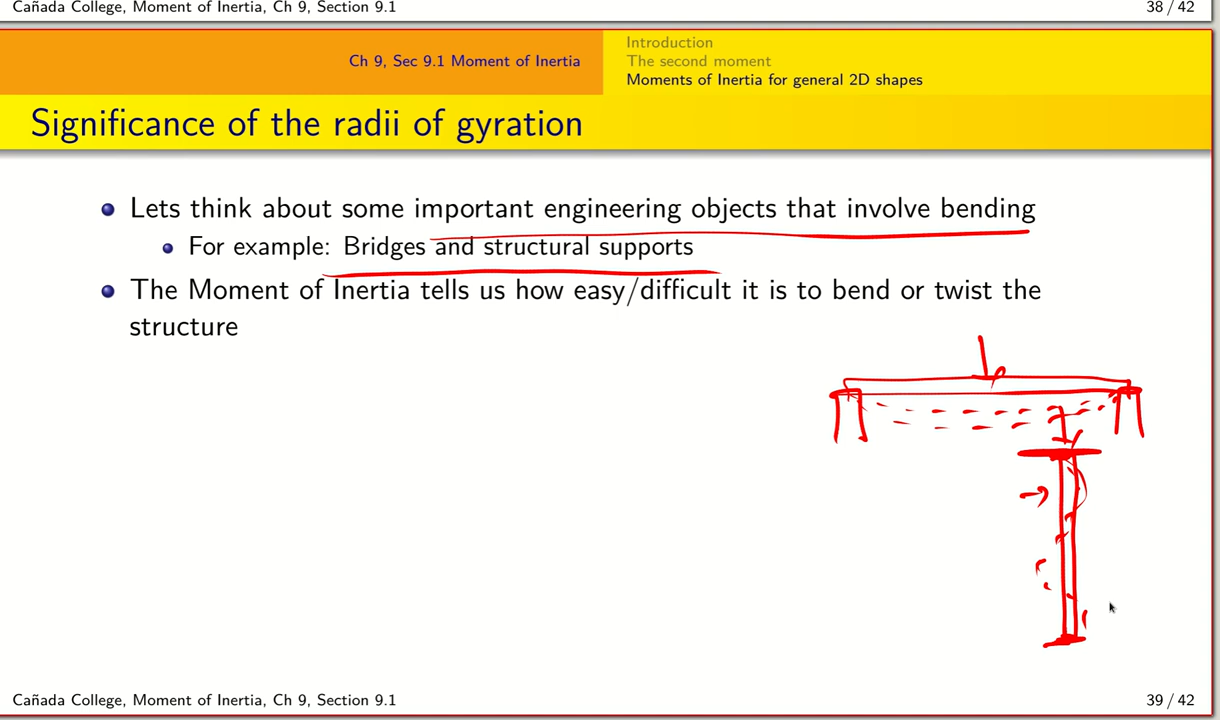 Cañada College, Moment of Inertia, Ch 9, Section 9.1 38 / 42
Ch 9, Sec 9.1 Moment of Inertia
Introduction
The second moment
Moments of Inertia for general 2D shapes
Significance of the radii of gyration
Lets think about some important engineering objects that involve bending
For example: Bridges and structural supports
The Moment of Inertia tells us how easy/difficult it is to bend or twist the
structure
Cañada College, Moment of Inertia, Ch 9, Section 9.1 39 / 42